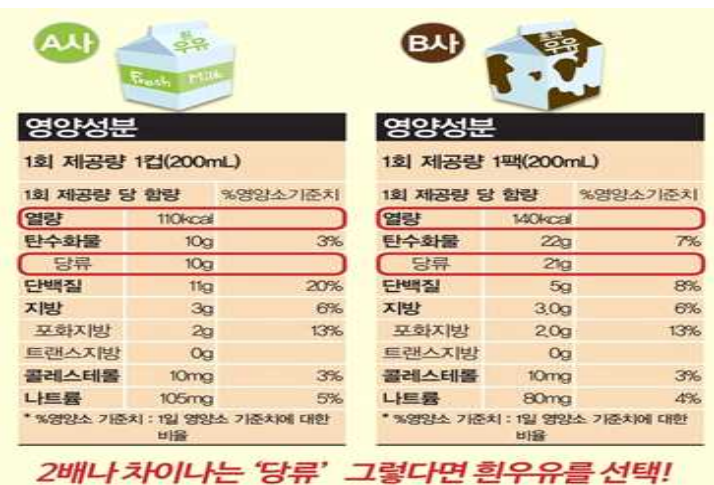 A사
흰
우유
Fresh Milk
영양성분
1회 제공량 1컵(200mL)
1회 제공량 당 함량 %영양소기준치
열량 110kcal
탄수화물 10g 3%
당류 10g
단백질 11g 20%
지방 3g 6%
포화지방 2g 13%
트랜스지방 0g
콜레스테롤 10mg 3%
나트륨 105mg 5%
* %영양소 기준치 : 1일 영양소 기준치에 대한
비율
B사
초코
우유
영양성분
1회 제공량 1팩(200mL)
1회 제공량 당 함량 %영양소기준치
열량 140kcal
탄수화물 22g 7%
당류 21g
단백질 5g 8%
지방 3.0g 6%
포화지방 2.0g 13%
트랜스지방 0g
콜레스테롤 10mg 3%
나트륨 80mg 4%
* %영양소 기준치 : 1일 영양소 기준치에 대한
비율
2배나 차이나는 ‘당류’ 그렇다면 흰우유를 선택!